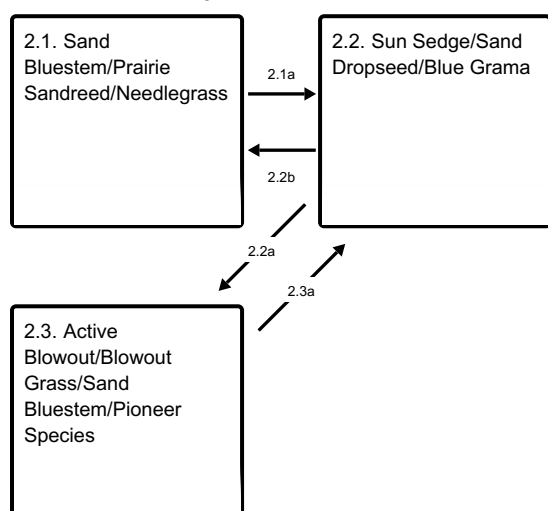 2.1. Sand
Bluestem/Prairie
Sandreed/Needlegrass
2.1a
2.2. Sun Sedge/Sand
Dropseed/Blue Grama
2.2b
2.2a
2.3a
2.3. Active
Blowout/Blowout
Grass/Sand
Bluestem/Pioneer
Species